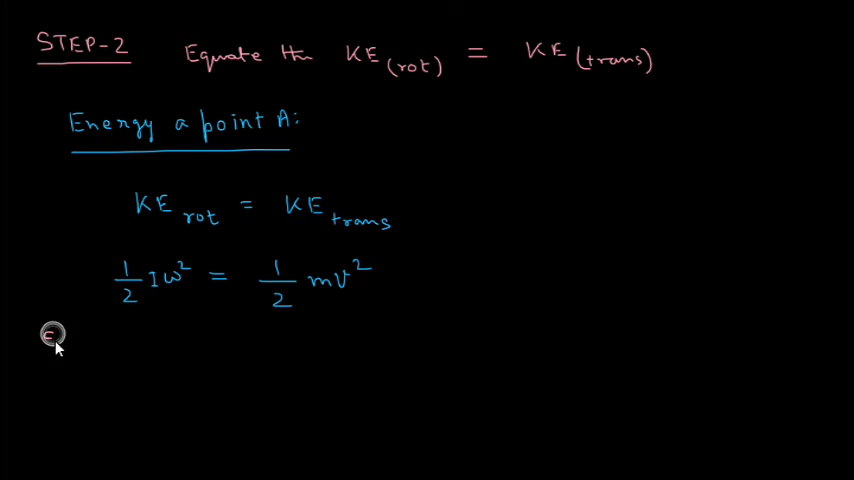 STEP-2 Equate the KE(rot) = KE(trans)
Energy a point A:
KE rot = KE trans
1/2 Iω² = 1/2 mv²
=